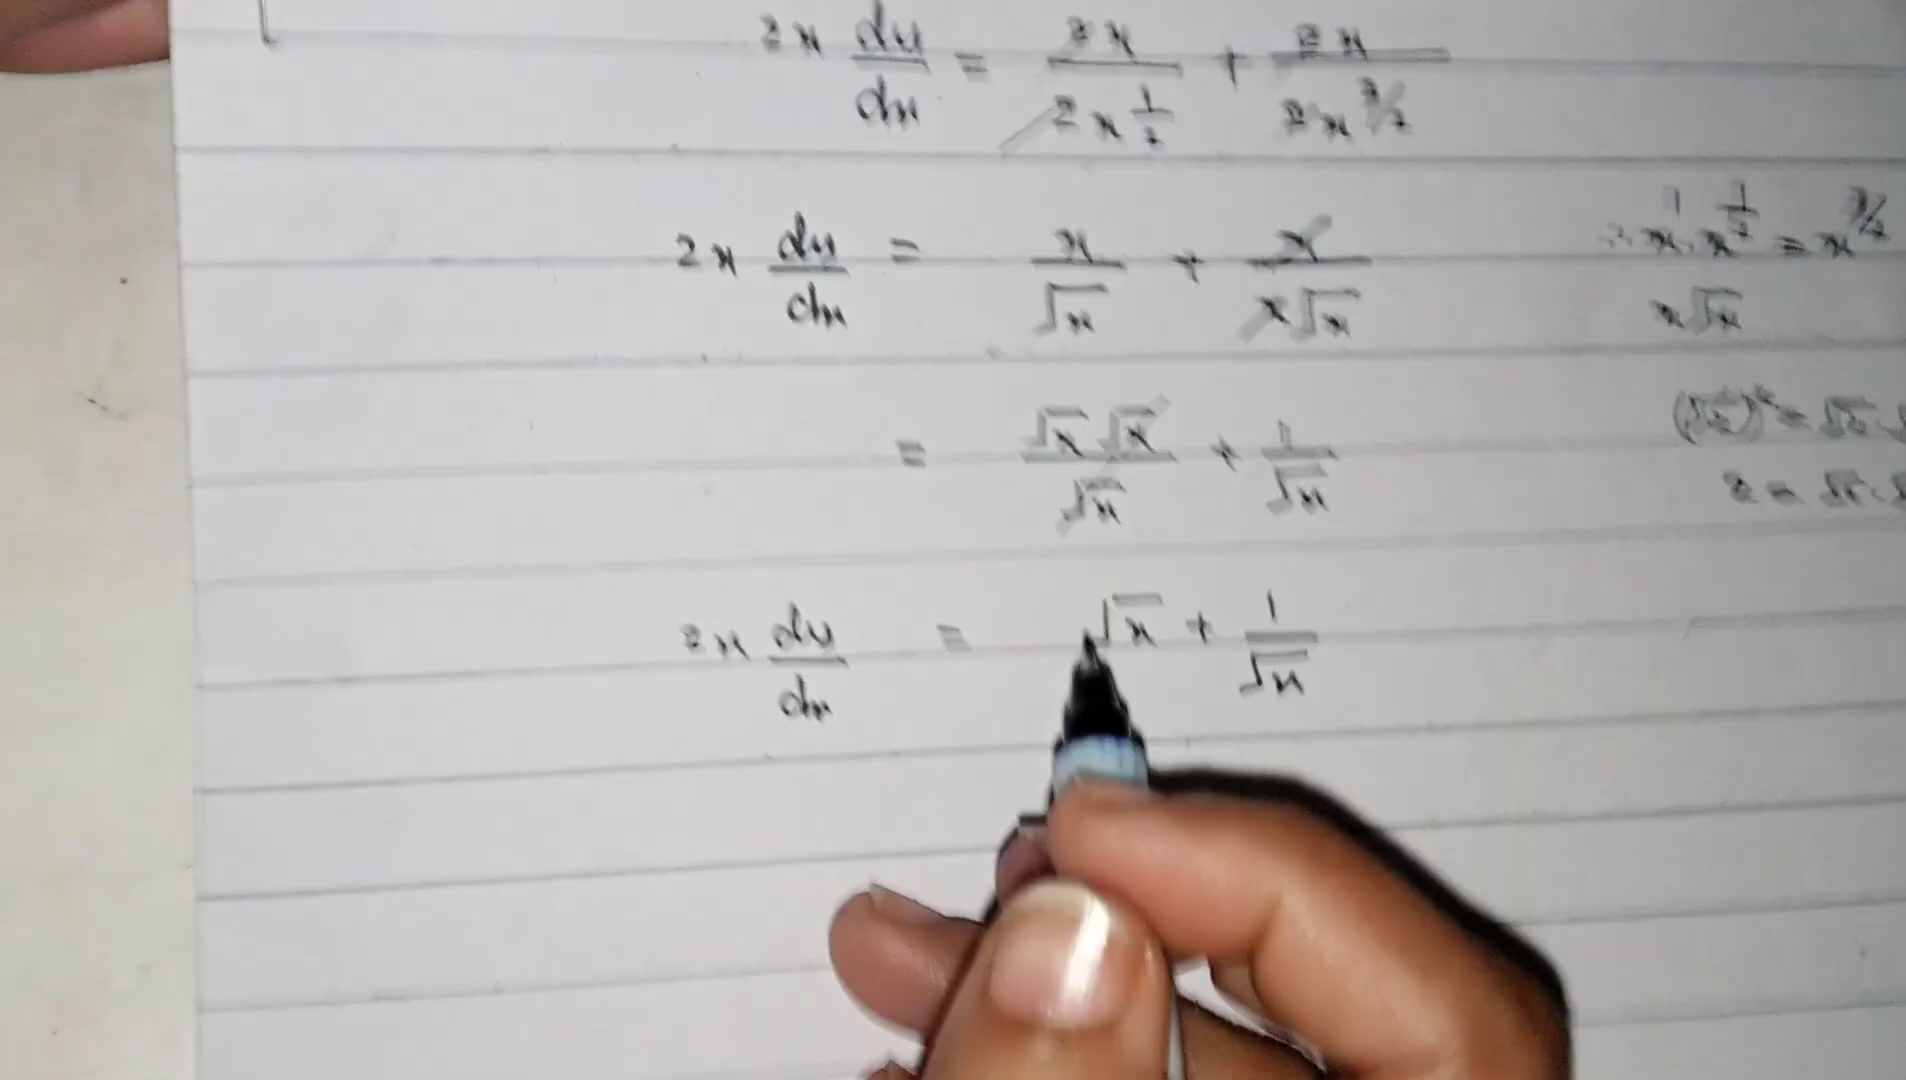 2x dy/dx = 2x/2x^1/2 + 2x/2x^3/2
2x dy/dx = x/√x + x/x√x
∴ x^1 . x^1/2 = x^3/2
x√x
= √x √x/√x + 1/√x
2x dy/dx = √x + 1/√x